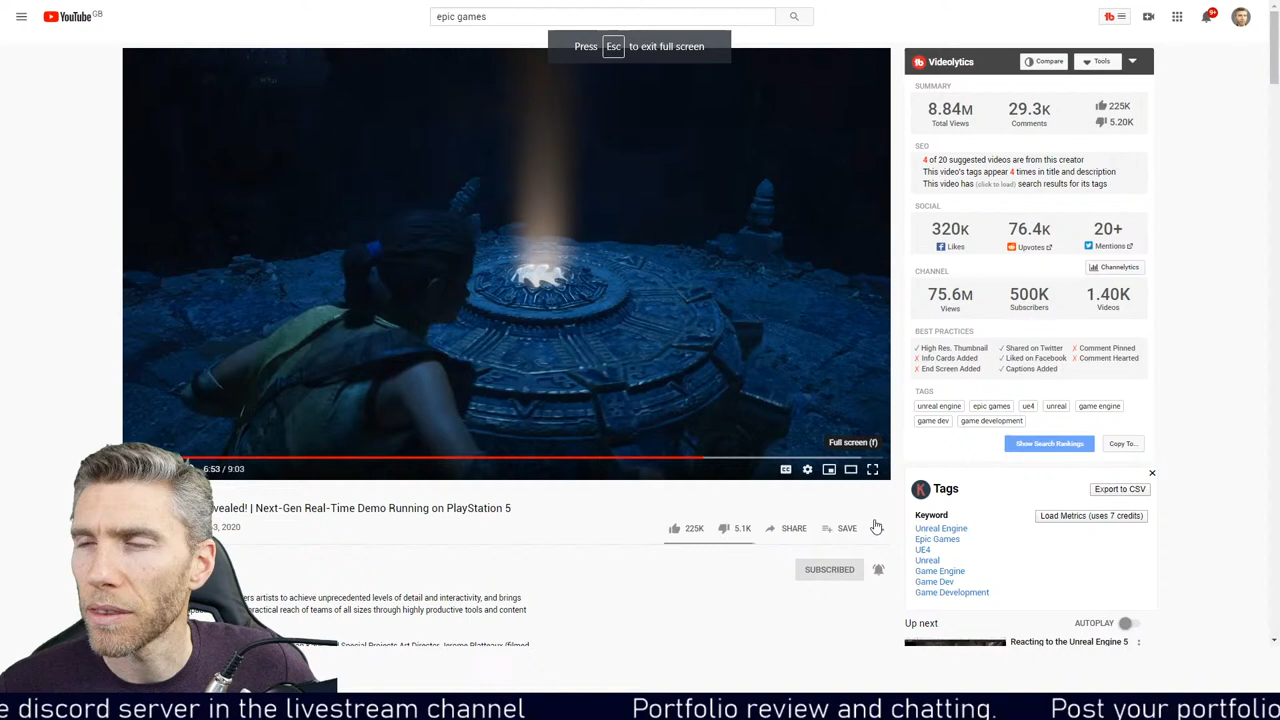 YouTube GB
epic games
9+
Press Esc to exit full screen
Videolytics
Compare
Tools
SUMMARY
8.84M
Total Views
29.3K
Comments
225K
5.20K
SEO
4 of 20 suggested videos are from this creator
This video's tags appear 4 times in title and description
This video has (click to load) search results for its tags
SOCIAL
320K
Likes
76.4K
Upvotes
20+
Mentions
CHANNEL
Channelytics
75.6M
Views
500K
Subscribers
1.40K
Videos
BEST PRACTICES
High Res. Thumbnail
Shared on Twitter
Comment Pinned
Info Cards Added
Liked on Facebook
Comment Hearted
End Screen Added
Captions Added
TAGS
unreal engine epic games ue4 unreal game engine
game dev game development
Show Search Rankings
Copy To...
Full screen (f)
6:53 / 9:03
vealed! | Next-Gen Real-Time Demo Running on PlayStation 5
3, 2020
225K
5.1K
SHARE
SAVE
SUBSCRIBED
K Tags
Export to CSV
Keyword
Load Metrics (uses 7 credits)
Unreal Engine
Epic Games
UE4
Unreal
Game Engine
Game Dev
Game Development
ers artists to achieve unprecedented levels of detail and interactivity, and brings
practical reach of teams of all sizes through highly productive tools and content
Special Projects Art Director Jerome Platteaux (filmed
Up next
AUTOPLAY
Reacting to the Unreal Engine 5
e discord server in the livestream channel
Portfolio review and chatting.
Post your portfolio